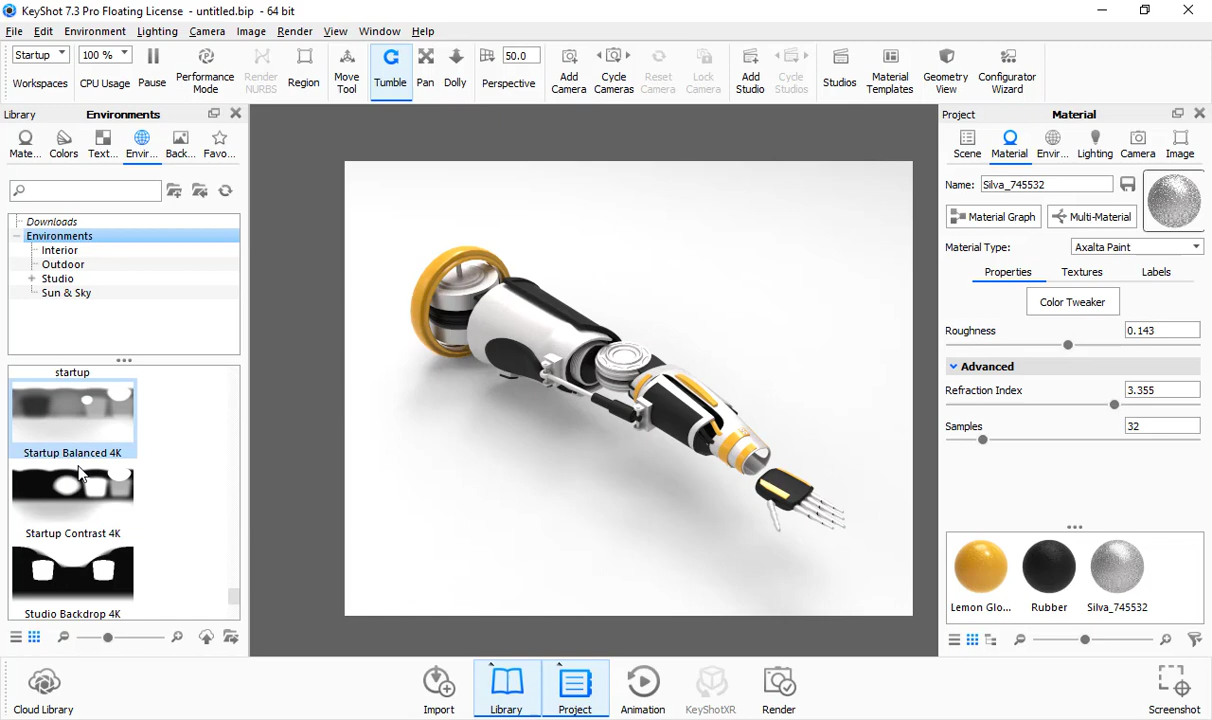 KeyShot 7.3 Pro Floating License - untitled.bip - 64 bit
File Edit Environment Lighting Camera Image Render View Window Help
Startup 100 % 50.0
Workspaces CPU Usage Pause Performance Mode Render NURBS Region Move Tool Tumble Pan Dolly Perspective Add Camera Cycle Cameras Reset Camera Lock Camera Add Studio Cycle Studios Studios Material Templates Geometry View Configurator Wizard
Library Environments
Mate... Colors Text... Envir... Back... Favo...
Downloads
Environments
Interior
Outdoor
Studio
Sun & Sky
startup
Startup Balanced 4K
Startup Contrast 4K
Studio Backdrop 4K
Project Material
Scene Material Envir... Lighting Camera Image
Name: Silva_745532
Material Graph Multi-Material
Material Type: Axalta Paint
Properties Textures Labels
Color Tweaker
Roughness 0.143
Advanced
Refraction Index 3.355
Samples 32
Lemon Glo... Rubber Silva_745532
Cloud Library Import Library Project Animation KeyShotXR Render Screenshot